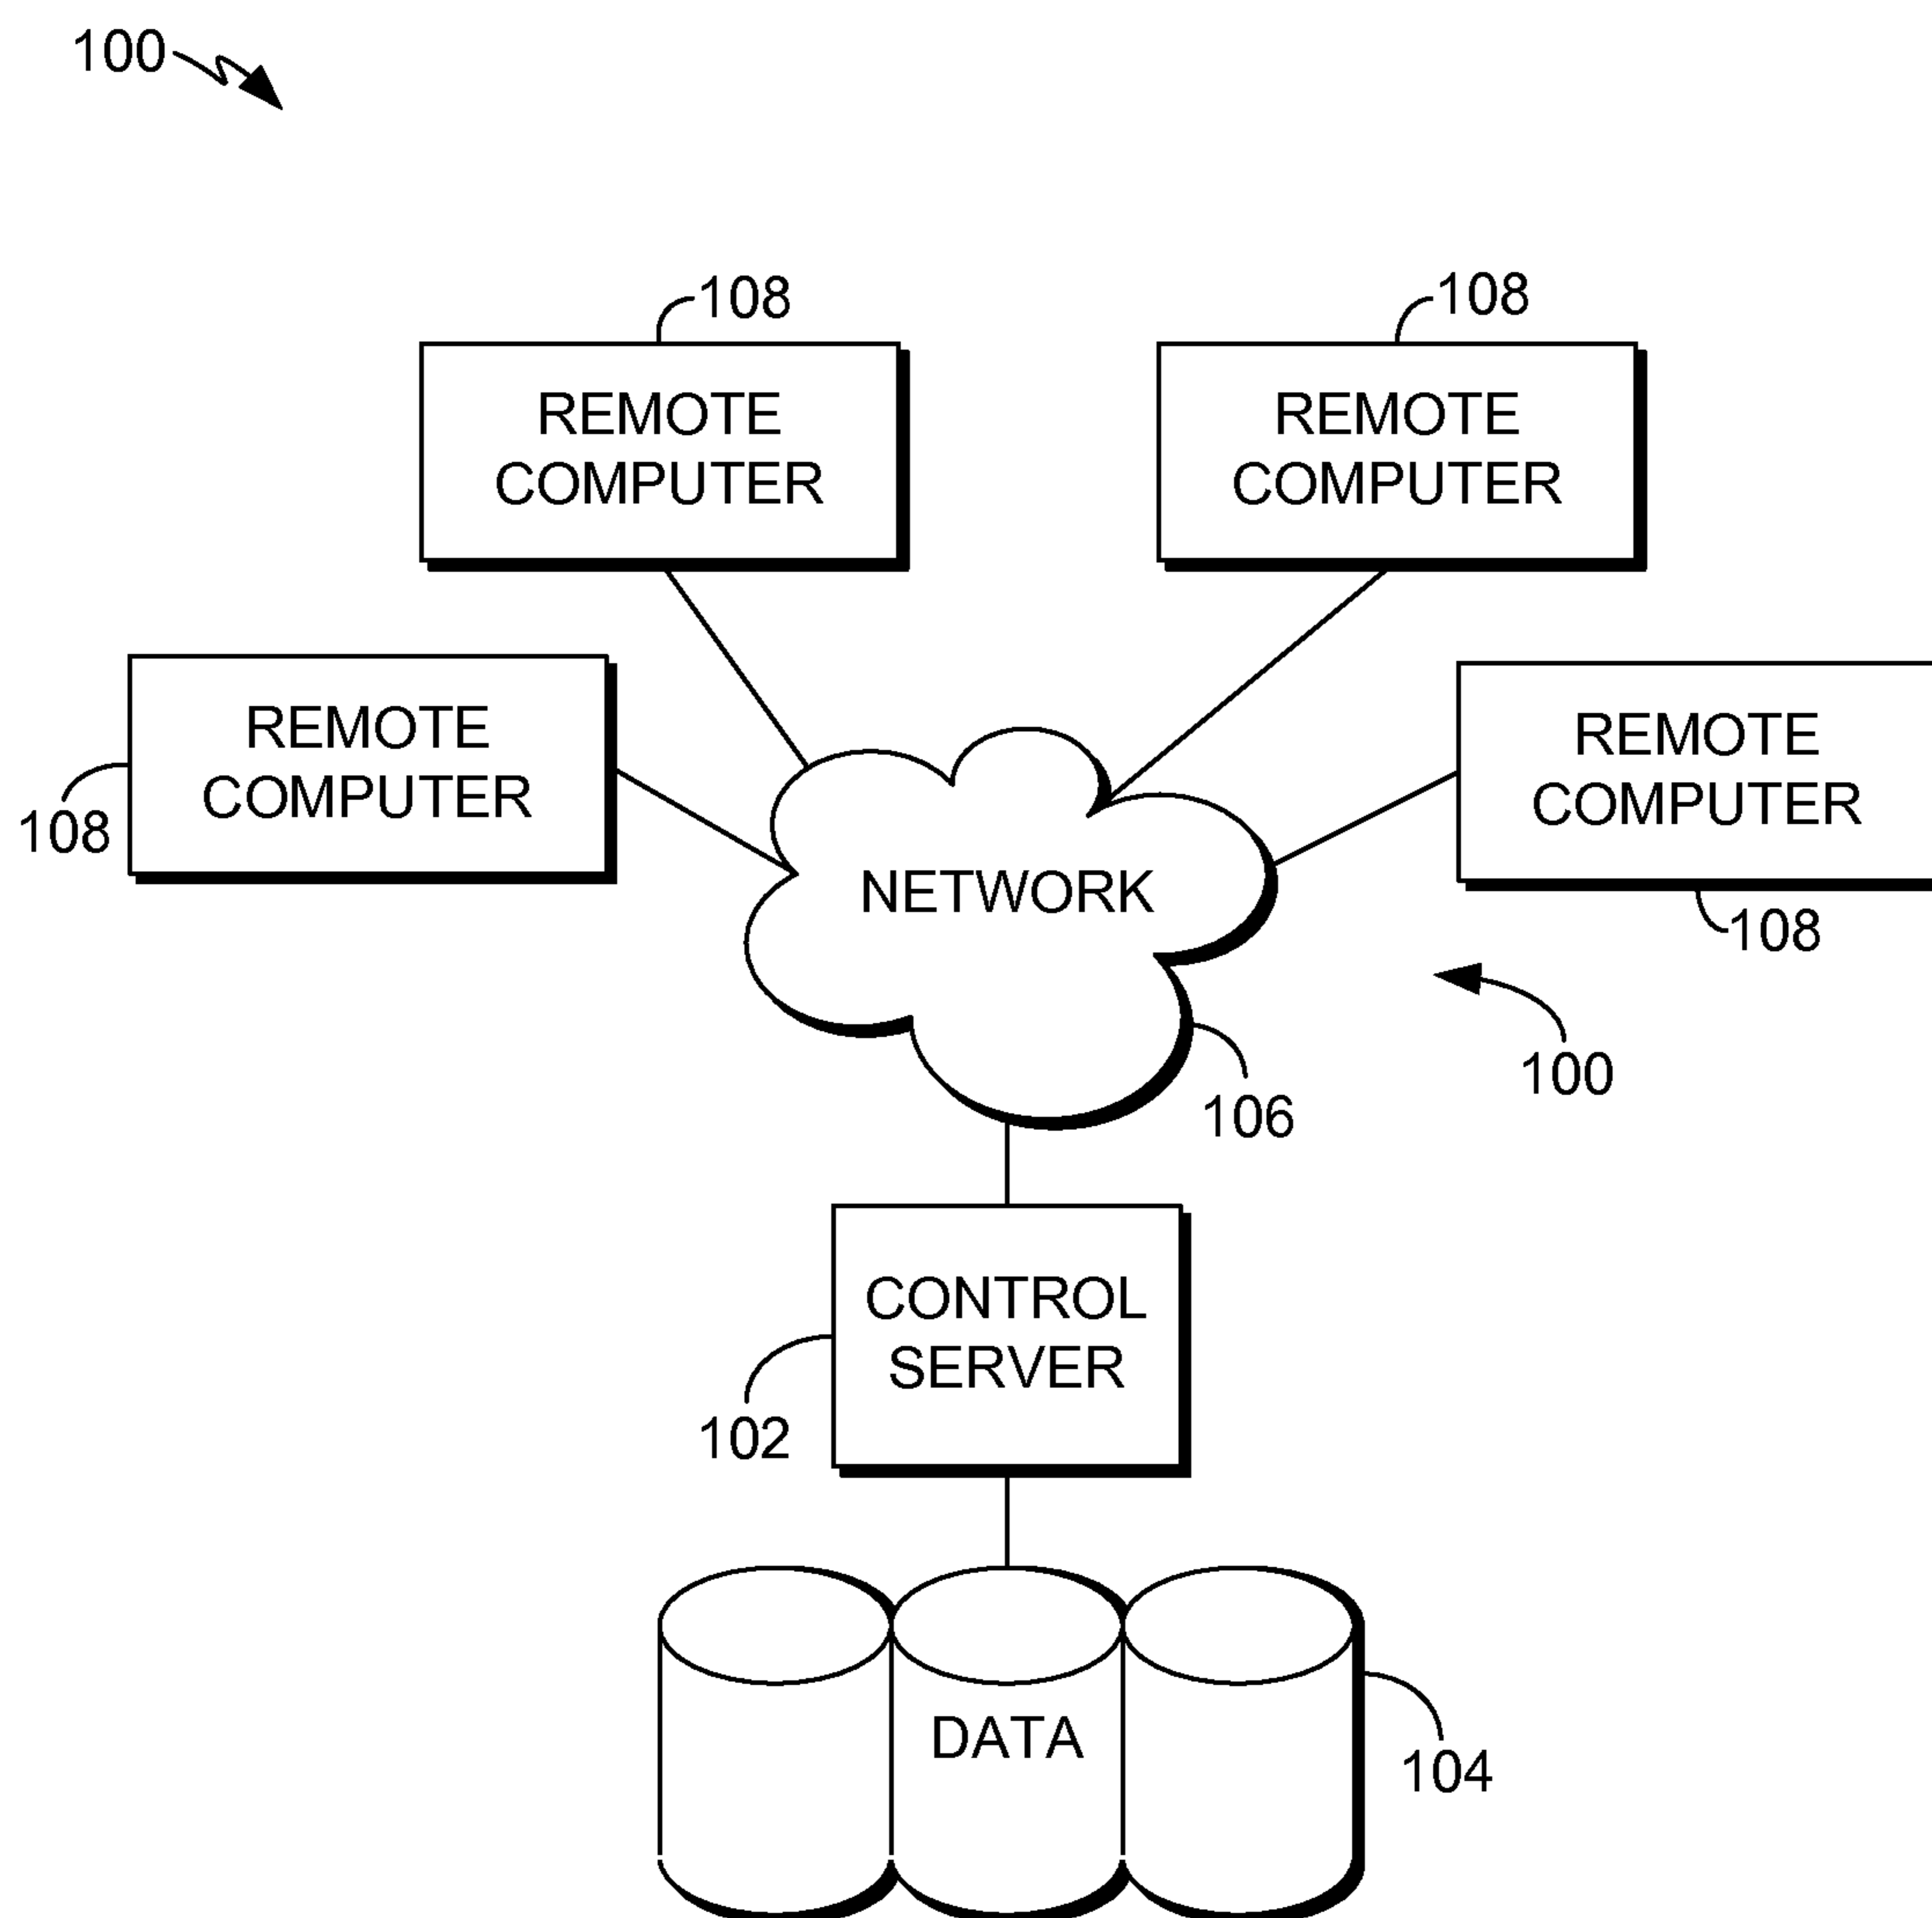 100
108
108
REMOTE
COMPUTER
REMOTE
COMPUTER
REMOTE
COMPUTER
108
REMOTE
COMPUTER
108
NETWORK
100
106
CONTROL
SERVER
102
DATA
104